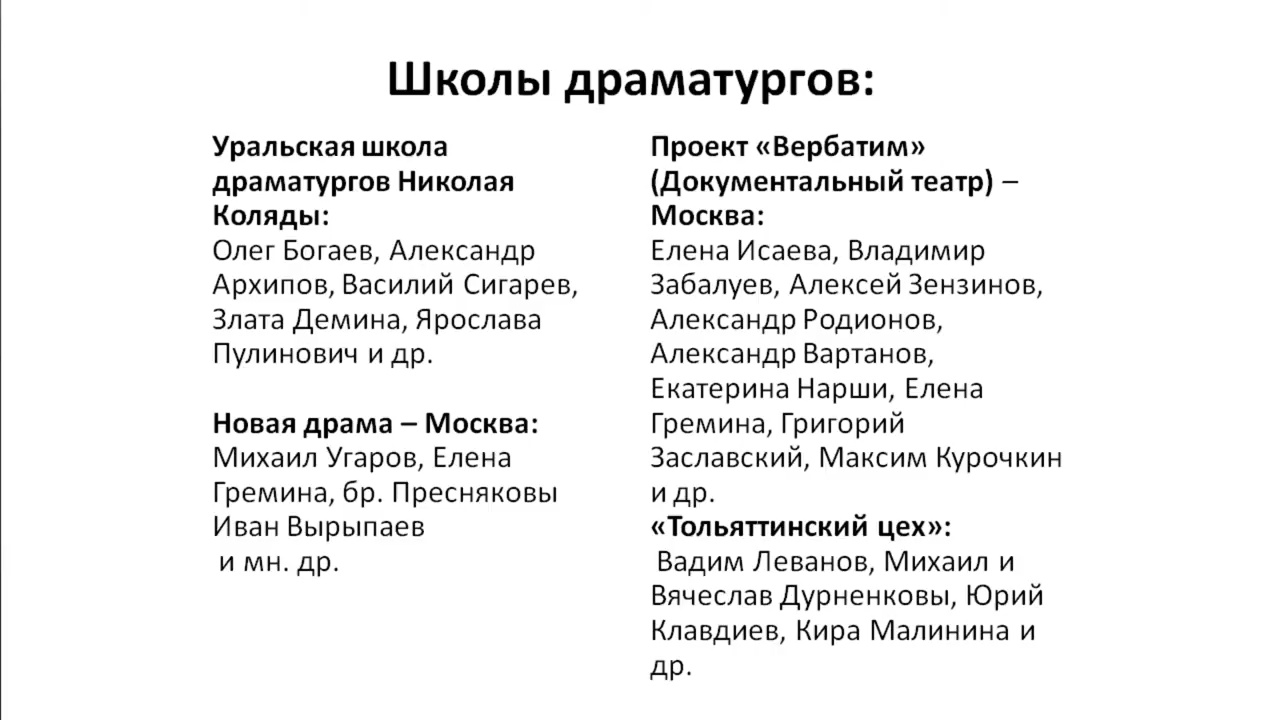 Школы драматургов:
Уральская школа
драматургов Николая
Коляды:
Олег Богаев, Александр
Архипов, Василий Сигарев,
Злата Демина, Ярослава
Пулинович и др.
Новая драма – Москва:
Михаил Угаров, Елена
Гремина, бр. Пресняковы
Иван Вырыпаев
и мн. др.
Проект «Вербатим»
(Документальный театр) –
Москва:
Елена Исаева, Владимир
Забалуев, Алексей Зензинов,
Александр Родионов,
Александр Вартанов,
Екатерина Нарши, Елена
Гремина, Григорий
Заславский, Максим Курочкин
и др.
«Тольяттинский цех»:
Вадим Леванов, Михаил и
Вячеслав Дурненковы, Юрий
Клавдиев, Кира Малинина и
др.